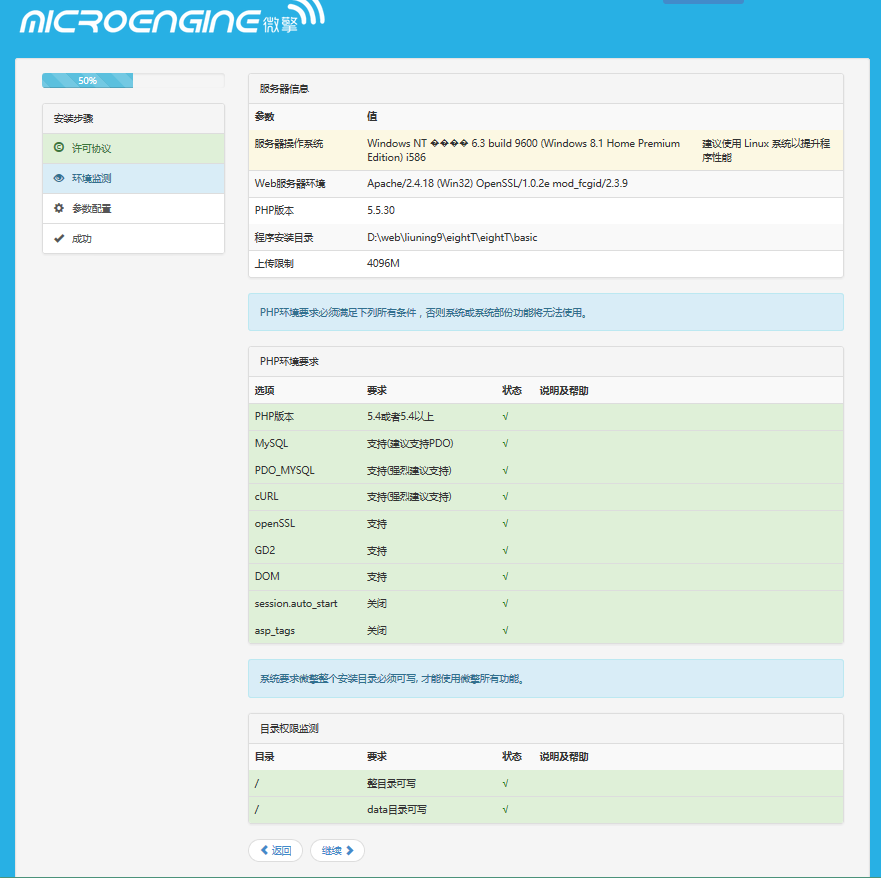 MICROENGINE 微擎
50%
安装步骤
许可协议
环境监测
参数配置
成功
服务器信息
参数 值
服务器操作系统 Windows NT ���� 6.3 build 9600 (Windows 8.1 Home Premium Edition) i586 建议使用 Linux 系统以提升程序性能
Web服务器环境 Apache/2.4.18 (Win32) OpenSSL/1.0.2e mod_fcgid/2.3.9
PHP版本 5.5.30
程序安装目录 D:\web\liuning9\eightT\eightT\basic
上传限制 4096M
PHP环境要求必须满足下列所有条件，否则系统或系统部份功能将无法使用。
PHP环境要求
选项 要求 状态 说明及帮助
PHP版本 5.4或者5.4以上 √
MySQL 支持(建议支持PDO) √
PDO_MYSQL 支持(强烈建议支持) √
cURL 支持(强烈建议支持) √
openSSL 支持 √
GD2 支持 √
DOM 支持 √
session.auto_start 关闭 √
asp_tags 关闭 √
系统要求微擎整个安装目录必须可写, 才能使用微擎所有功能。
目录权限监测
目录 要求 状态 说明及帮助
/ 整目录可写 √
/ data目录可写 √
返回 继续